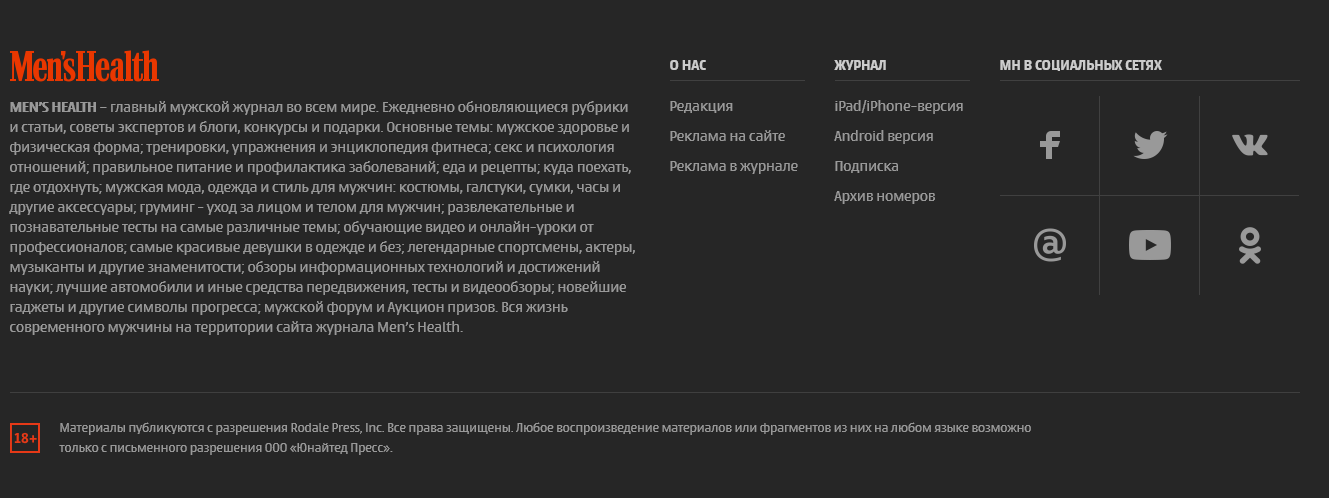 Men'sHealth
MEN'S HEALTH – главный мужской журнал во всем мире. Ежедневно обновляющиеся рубрики
и статьи, советы экспертов и блоги, конкурсы и подарки. Основные темы: мужское здоровье и
физическая форма; тренировки, упражнения и энциклопедия фитнеса; секс и психология
отношений; правильное питание и профилактика заболеваний; еда и рецепты; куда поехать,
где отдохнуть; мужская мода, одежда и стиль для мужчин: костюмы, галстуки, сумки, часы и
другие аксессуары; груминг - уход за лицом и телом для мужчин; развлекательные и
познавательные тесты на самые различные темы; обучающие видео и онлайн-уроки от
профессионалов; самые красивые девушки в одежде и без; легендарные спортсмены, актеры,
музыканты и другие знаменитости; обзоры информационных технологий и достижений
науки; лучшие автомобили и иные средства передвижения, тесты и видеообзоры; новейшие
гаджеты и другие символы прогресса; мужской форум и Аукцион призов. Вся жизнь
современного мужчины на территории сайта журнала Men's Health.
О НАС
Редакция
Реклама на сайте
Реклама в журнале
ЖУРНАЛ
iPad/iPhone-версия
Android версия
Подписка
Архив номеров
МН В СОЦИАЛЬНЫХ СЕТЯХ
18+
Материалы публикуются с разрешения Rodale Press, Inc. Все права защищены. Любое воспроизведение материалов или фрагментов из них на любом языке возможно
только с письменного разрешения ООО «Юнайтед Пресс».